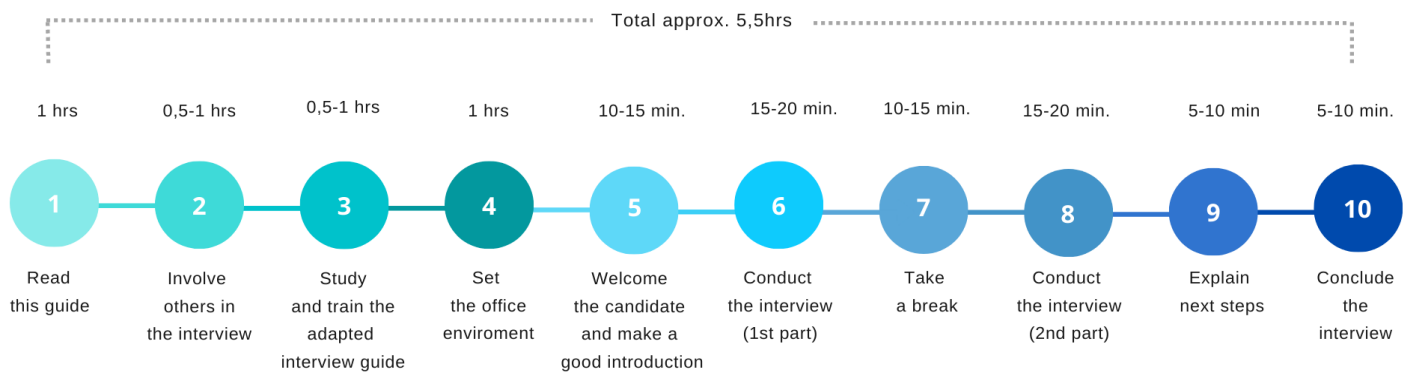 Total approx. 5,5hrs
1 hrs
0,5-1 hrs
0,5-1 hrs
1 hrs
10-15 min.
15-20 min.
10-15 min.
15-20 min.
5-10 min
5-10 min.
1
2
3
4
5
6
7
8
9
10
Read
this guide
Involve
others in
the interview
Study
and train the
adapted
interview guide
Set
the office
enviroment
Welcome
the candidate
and make a
good introduction
Conduct
the interview
(1st part)
Take
a break
Conduct
the interview
(2nd part)
Explain
next steps
Conclude
the
interview